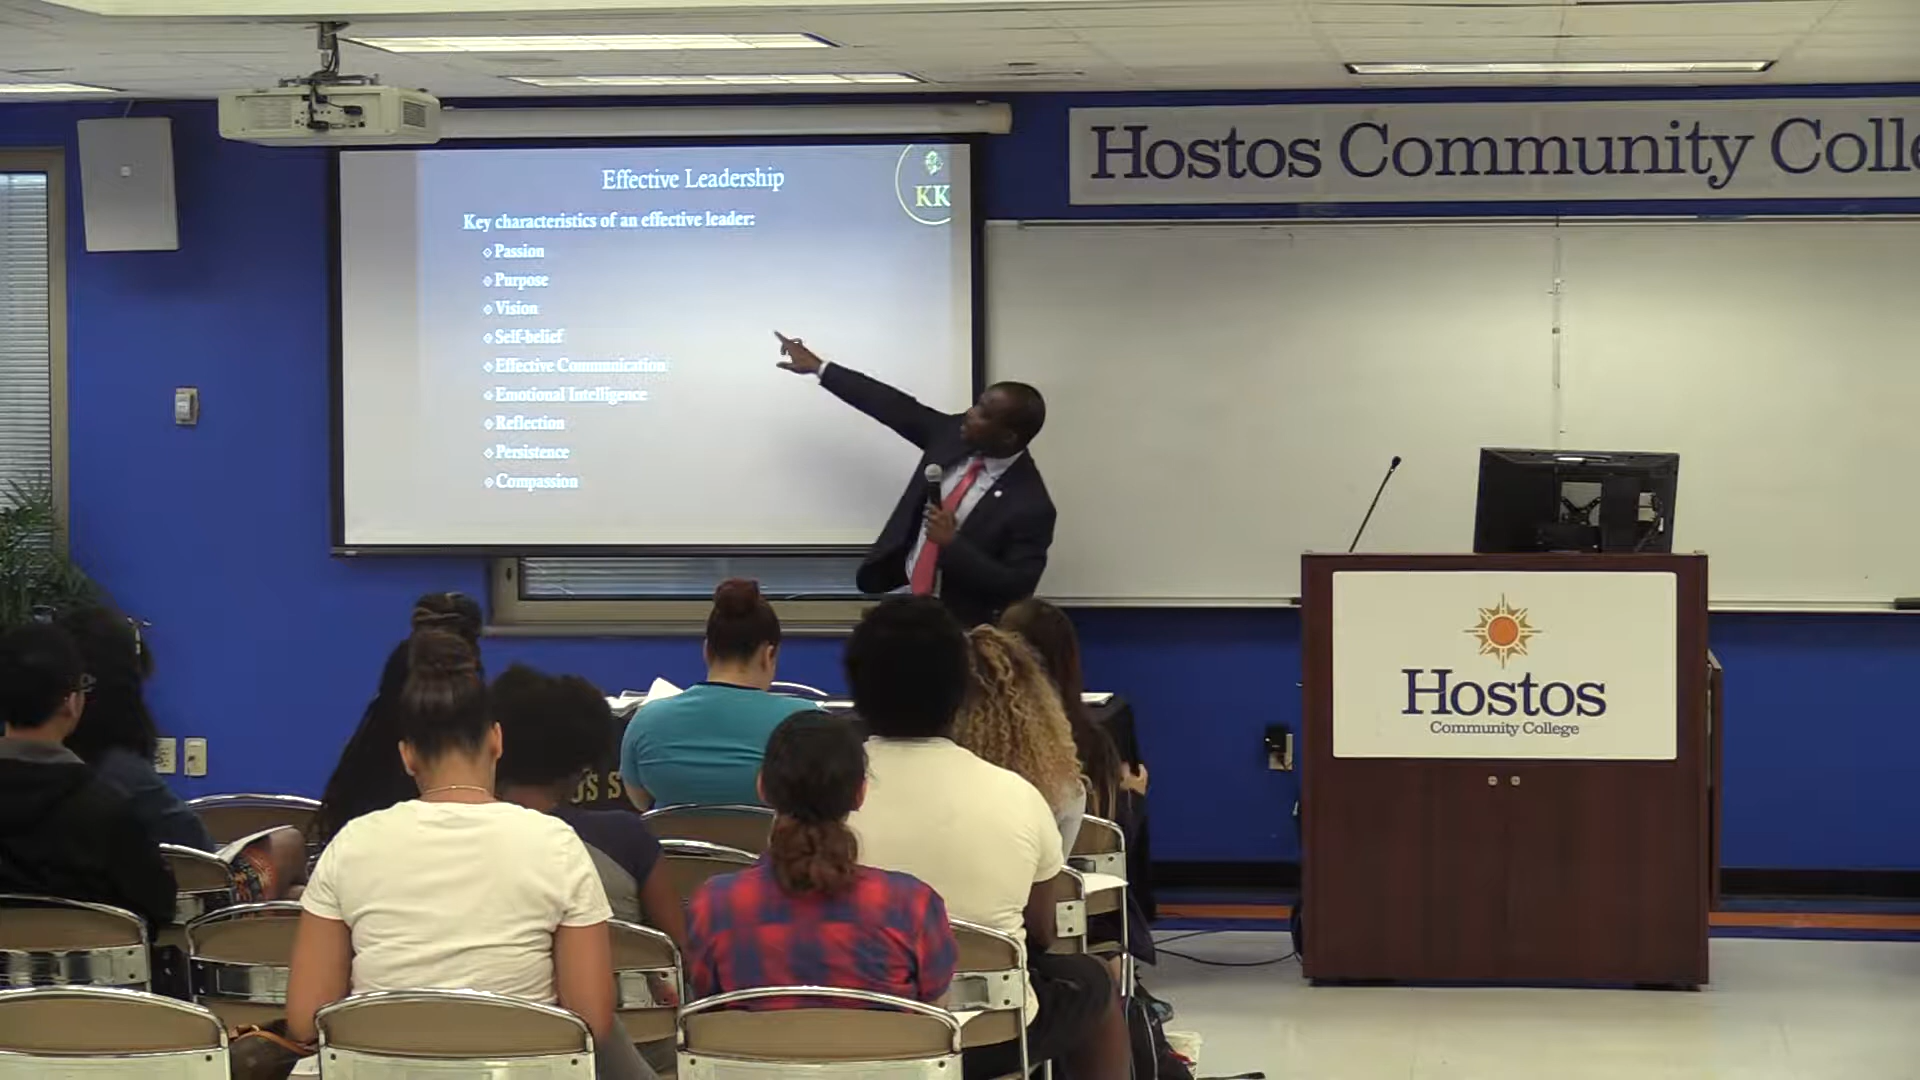 Hostos Community Colle
Effective Leadership
KK
Key characteristics of an effective leader:
Passion
Purpose
Vision
Self-belief
Effective Communication
Emotional Intelligence
Reflection
Persistence
Compassion
Hostos
Community College